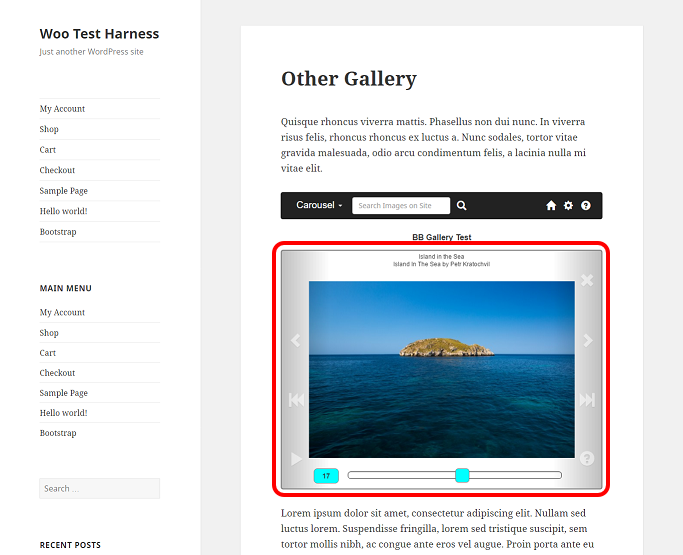 Woo Test Harness
Just another WordPress site
My Account
Shop
Cart
Checkout
Sample Page
Hello world!
Bootstrap
MAIN MENU
My Account
Shop
Cart
Checkout
Sample Page
Hello world!
Bootstrap
Search ...
RECENT POSTS
Other Gallery
Quisque rhoncus viverra mattis. Phasellus non dui nunc. In viverra
risus felis, rhoncus rhoncus ex luctus a. Nunc sodales, tortor vitae
gravida malesuada, odio arcu condimentum felis, a lacinia nulla mi
vitae elit.
Carousel
Search Images on Site
BB Gallery Test
Island in the Sea
Island In The Sea by Petr Kratochvil
17
Lorem ipsum dolor sit amet, consectetur adipiscing elit. Nullam sed
luctus lorem. Suspendisse fringilla, lorem sed tristique suscipit, sem
tortor mollis nibh, ac congue ante eros vel augue. Proin porta ante eu